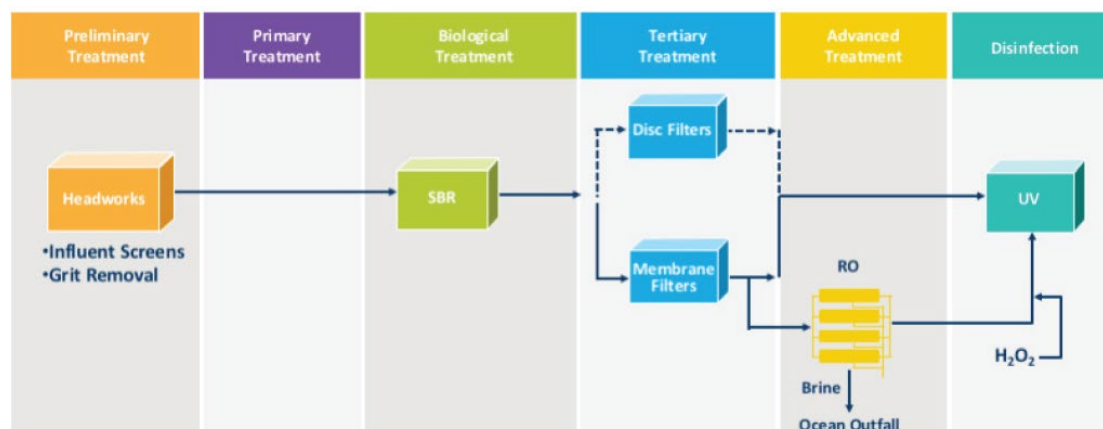 Preliminary
Treatment
Primary
Treatment
Biological
Treatment
Tertiary
Treatment
Advanced
Treatment
Disinfection
Headworks
•Influent Screens
•Grit Removal
SBR
Disc Filters
Membrane
Filters
RO
Brine
Ocean Outfall
UV
H₂O₂